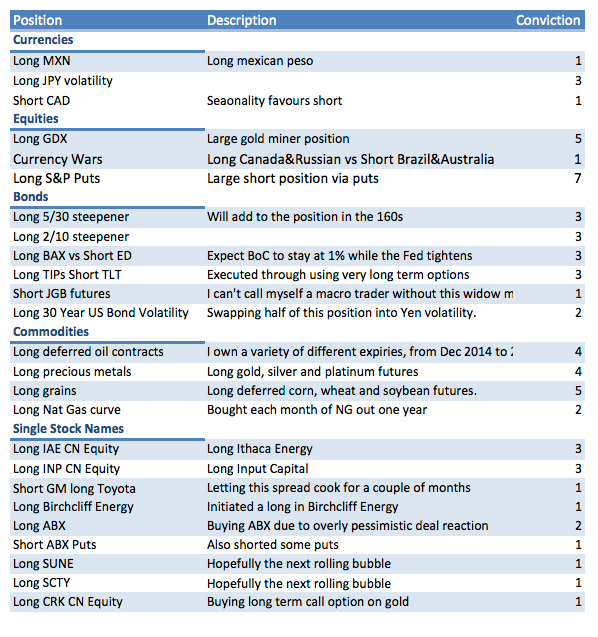 Position Description Conviction
Currencies
Long MXN Long mexican peso 1
Long JPY volatility 3
Short CAD Seaonality favours short 1
Equities
Long GDX Large gold miner position 5
Currency Wars Long Canada&Russian vs Short Brazil&Australia 1
Long S&P Puts Large short position via puts 7
Bonds
Long 5/30 steepener Will add to the position in the 160s 3
Long 2/10 steepener 3
Long BAX vs Short ED Expect BoC to stay at 1% while the Fed tightens 3
Long TIPs Short TLT Executed through using very long term options 3
Short JGB futures I can't call myself a macro trader without this widow m 1
Long 30 Year US Bond Volatility Swapping half of this position into Yen volatility. 2
Commodities
Long deferred oil contracts I own a variety of different expiries, from Dec 2014 to 4
Long precious metals Long gold, silver and platinum futures 4
Long grains Long deferred corn, wheat and soybean futures. 5
Long Nat Gas curve Bought each month of NG out one year 2
Single Stock Names
Long IAE CN Equity Long Ithaca Energy 3
Long INP CN Equity Long Input Capital 3
Short GM long Toyota Letting this spread cook for a couple of months 1
Long Birchcliff Energy Initiated a long in Birchcliff Energy 1
Long ABX Buying ABX due to overly pessimistic deal reaction 2
Short ABX Puts Also shorted some puts 1
Long SUNE Hopefully the next rolling bubble 1
Long SCTY Hopefully the next rolling bubble 1
Long CRK CN Equity Buying long term call option on gold 1